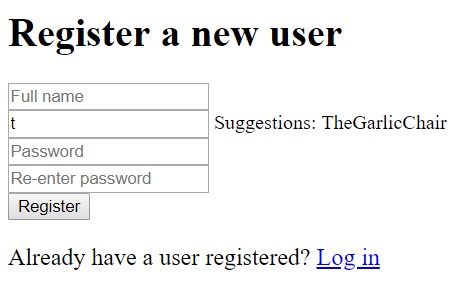 Register a new user
Full name
t Suggestions: TheGarlicChair
Password
Re-enter password
Register
Already have a user registered? Log in